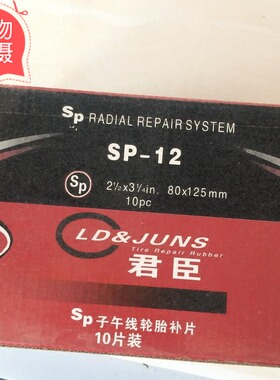 勿
摄
Sp RADIAL REPAIR SYSTEM
SP-12
Sp 2½x3¼in. 80x125mm
10pc
LD&JUNS
Tire Repair Rubber
君臣
Sp 子午线轮胎补片
10片装